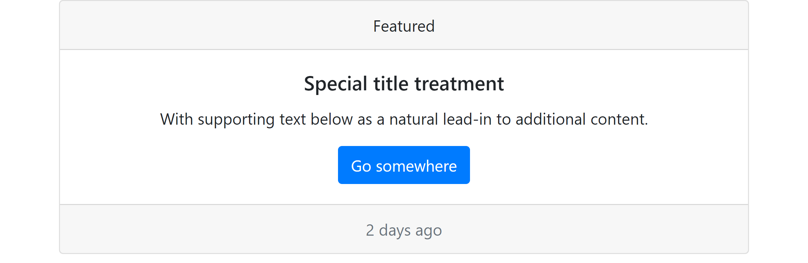 Featured
Special title treatment
With supporting text below as a natural lead-in to additional content.
Go somewhere
2 days ago